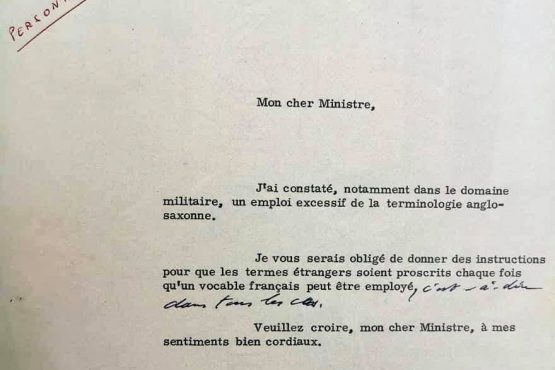 PERSON
Mon cher Ministre,
J'ai constaté, notamment dans le domaine
militaire, un emploi excessif de la terminologie anglo-
saxonne.
Je vous serais obligé de donner des instructions
pour que les termes étrangers soient proscrits chaque fois
qu'un vocable français peut être employé, c'est-à-dire
dans tous les cas.
Veuillez croire, mon cher Ministre, à mes
sentiments bien cordiaux.